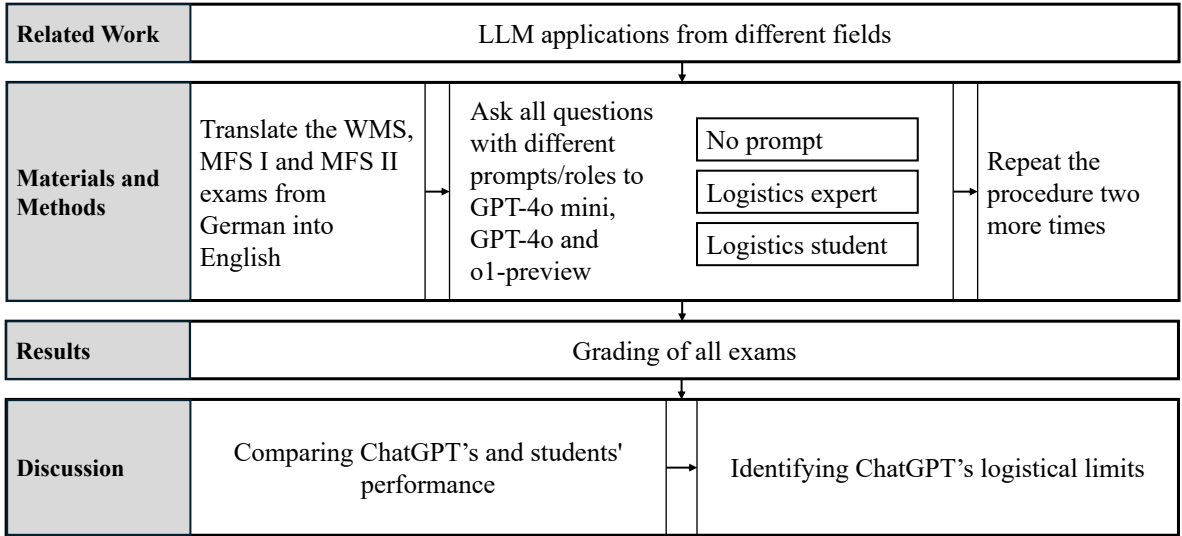 Related Work
LLM applications from different fields
Materials and
Methods
Translate the WMS,
MFS I and MFS II
exams from
German into
English
Ask all questions
with different
prompts/roles to
GPT-4o mini,
GPT-4o and
o1-preview
No prompt
Logistics expert
Logistics student
Repeat the
procedure two
more times
Results
Grading of all exams
Discussion
Comparing ChatGPT’s and students'
performance
Identifying ChatGPT’s logistical limits